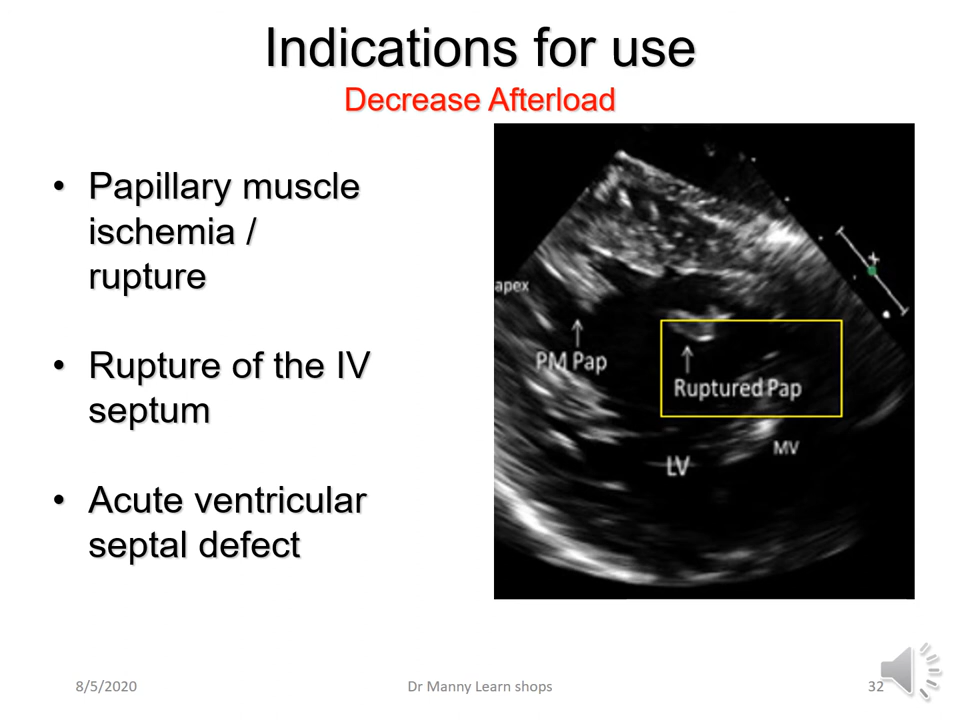 Indications for use
Decrease Afterload
• Papillary muscle
ischemia /
rupture
• Rupture of the IV
septum
• Acute ventricular
septal defect
apex
PM Pap
Ruptured Pap
MV
LV
8/5/2020
Dr Manny Learn shops
32